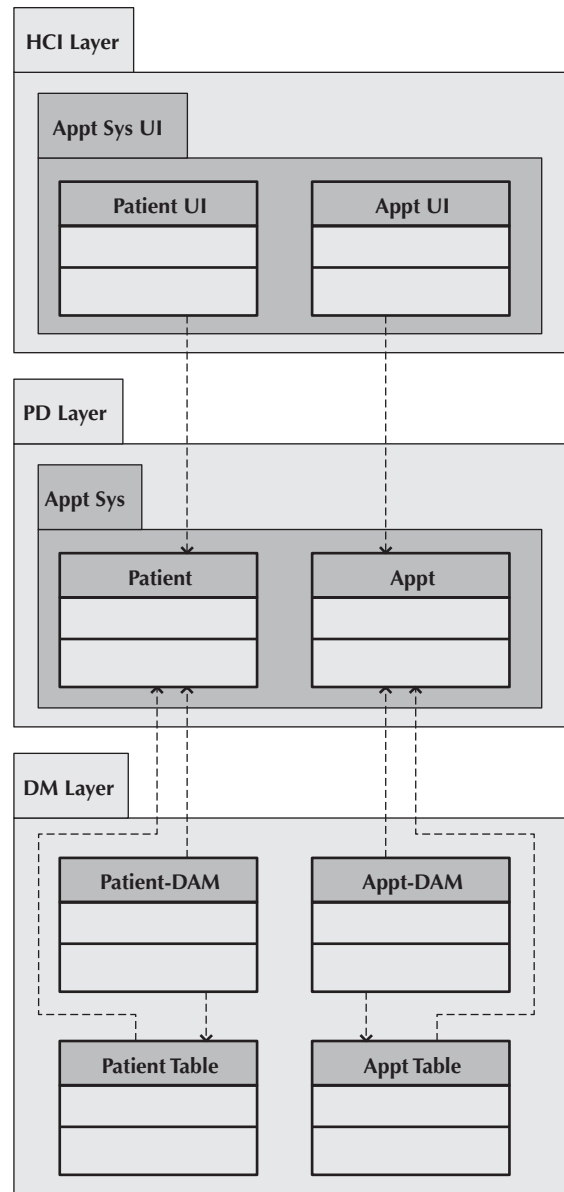 HCI Layer
Appt Sys UI
Patient UI Appt UI
PD Layer
Appt Sys
Patient Appt
DM Layer
Patient-DAM Appt-DAM
Patient Table Appt Table